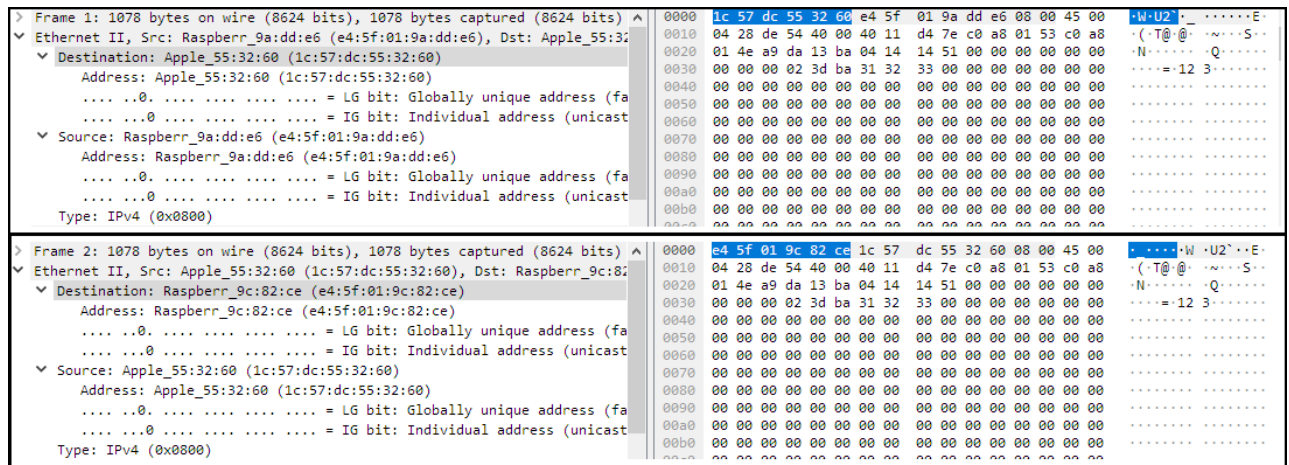 > Frame 1: 1078 bytes on wire (8624 bits), 1078 bytes captured (8624 bits)
Ethernet II, Src: Raspberr_9a:dd:e6 (e4:5f:01:9a:dd:e6), Dst: Apple_55:32
Destination: Apple_55:32:60 (1c:57:dc:55:32:60)
Address: Apple_55:32:60 (1c:57:dc:55:32:60)
.... ..0. .... .... .... .... = LG bit: Globally unique address (fa
.... ...0 .... .... .... .... = IG bit: Individual address (unicast
Source: Raspberr_9a:dd:e6 (e4:5f:01:9a:dd:e6)
Address: Raspberr_9a:dd:e6 (e4:5f:01:9a:dd:e6)
.... ..0. .... .... .... .... = LG bit: Globally unique address (fa
.... ...0 .... .... .... .... = IG bit: Individual address (unicast
Type: IPv4 (0x0800)
0000 1c 57 dc 55 32 60 e4 5f 01 9a dd e6 08 00 45 00 ·W·U2`·_ ······E·
0010 04 28 de 54 40 00 40 11 d4 7e c0 a8 01 53 c0 a8 ·(·T@·@· ·~···S··
0020 01 4e a9 da 13 ba 04 14 14 51 00 00 00 00 00 00 ·N······ ·Q······
0030 00 00 00 02 3d ba 31 32 33 00 00 00 00 00 00 00 ····=·12 3·······
0040 00 00 00 00 00 00 00 00 00 00 00 00 00 00 00 00 ········ ········
0050 00 00 00 00 00 00 00 00 00 00 00 00 00 00 00 00 ········ ········
0060 00 00 00 00 00 00 00 00 00 00 00 00 00 00 00 00 ········ ········
0070 00 00 00 00 00 00 00 00 00 00 00 00 00 00 00 00 ········ ········
0080 00 00 00 00 00 00 00 00 00 00 00 00 00 00 00 00 ········ ········
0090 00 00 00 00 00 00 00 00 00 00 00 00 00 00 00 00 ········ ········
00a0 00 00 00 00 00 00 00 00 00 00 00 00 00 00 00 00 ········ ········
00b0 00 00 00 00 00 00 00 00 00 00 00 00 00 00 00 00 ········ ········
> Frame 2: 1078 bytes on wire (8624 bits), 1078 bytes captured (8624 bits)
Ethernet II, Src: Apple_55:32:60 (1c:57:dc:55:32:60), Dst: Raspberr_9c:82
Destination: Raspberr_9c:82:ce (e4:5f:01:9c:82:ce)
Address: Raspberr_9c:82:ce (e4:5f:01:9c:82:ce)
.... ..0. .... .... .... .... = LG bit: Globally unique address (fa
.... ...0 .... .... .... .... = IG bit: Individual address (unicast
Source: Apple_55:32:60 (1c:57:dc:55:32:60)
Address: Apple_55:32:60 (1c:57:dc:55:32:60)
.... ..0. .... .... .... .... = LG bit: Globally unique address (fa
.... ...0 .... .... .... .... = IG bit: Individual address (unicast
Type: IPv4 (0x0800)
0000 e4 5f 01 9c 82 ce 1c 57 dc 55 32 60 08 00 45 00 ·_·····W ·U2`··E·
0010 04 28 de 54 40 00 40 11 d4 7e c0 a8 01 53 c0 a8 ·(·T@·@· ·~···S··
0020 01 4e a9 da 13 ba 04 14 14 51 00 00 00 00 00 00 ·N······ ·Q······
0030 00 00 00 02 3d ba 31 32 33 00 00 00 00 00 00 00 ····=·12 3·······
0040 00 00 00 00 00 00 00 00 00 00 00 00 00 00 00 00 ········ ········
0050 00 00 00 00 00 00 00 00 00 00 00 00 00 00 00 00 ········ ········
0060 00 00 00 00 00 00 00 00 00 00 00 00 00 00 00 00 ········ ········
0070 00 00 00 00 00 00 00 00 00 00 00 00 00 00 00 00 ········ ········
0080 00 00 00 00 00 00 00 00 00 00 00 00 00 00 00 00 ········ ········
0090 00 00 00 00 00 00 00 00 00 00 00 00 00 00 00 00 ········ ········
00a0 00 00 00 00 00 00 00 00 00 00 00 00 00 00 00 00 ········ ········
00b0 00 00 00 00 00 00 00 00 00 00 00 00 00 00 00 00 ········ ········